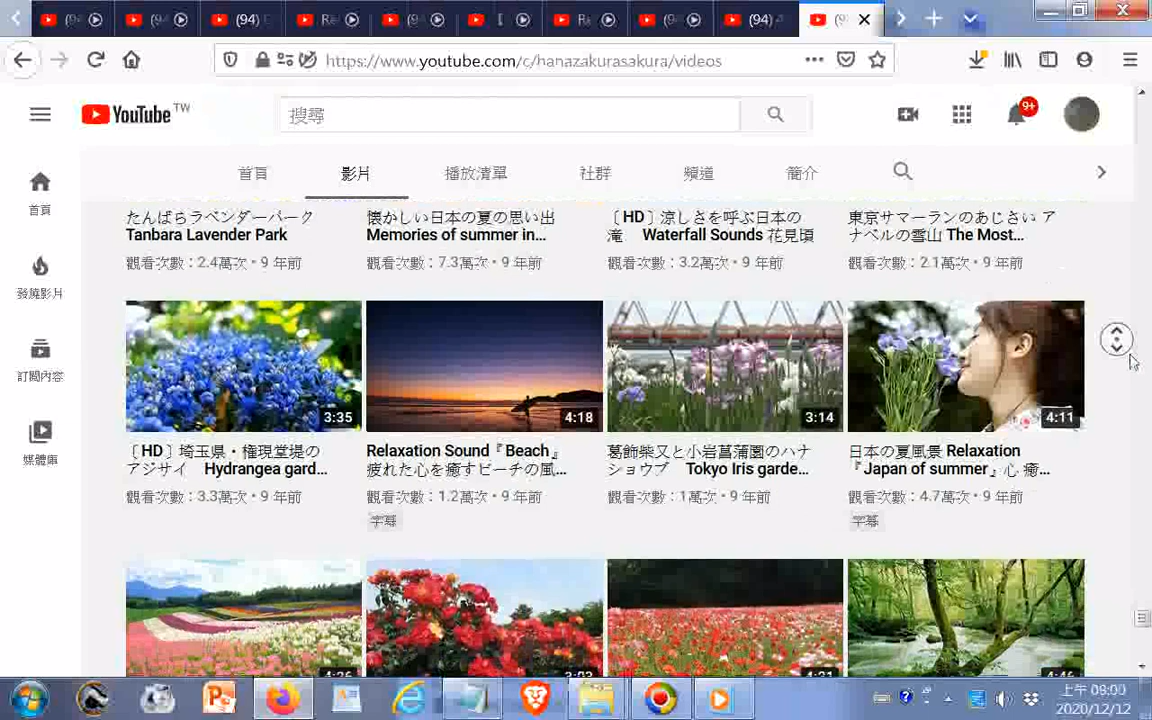 (94)
(94)
https://www.youtube.com/c/hanazakurasakura/videos
YouTube TW
搜尋
9+
首頁
影片
播放清單
社群
頻道
簡介
首頁
發燒影片
訂閱內容
媒體庫
たんばらラベンダーパーク
Tanbara Lavender Park
觀看次數：2.4萬次 • 9 年前
懐かしい日本の夏の思い出
Memories of summer in...
觀看次數：7.3萬次 • 9 年前
〔HD〕涼しさを呼ぶ日本の
滝　Waterfall Sounds 花見頃
觀看次數：3.2萬次 • 9 年前
東京サマーランのあじさい ア
ナベルの雪山 The Most...
觀看次數：2.1萬次 • 9 年前
3:35
〔HD〕埼玉県・権現堂堤の
アジサイ　Hydrangea gard...
觀看次數：3.3萬次 • 9 年前
4:18
Relaxation Sound『Beach』
疲れた心を癒すビーチの風...
觀看次數：1.2萬次 • 9 年前
字幕
3:14
葛飾柴又と小岩菖蒲園のハナ
ショウブ　Tokyo Iris garde...
觀看次數：1萬次 • 9 年前
4:11
日本の夏風景 Relaxation
『Japan of summer』心 癒...
觀看次數：4.7萬次 • 9 年前
字幕
上午 09:00
2020/12/12